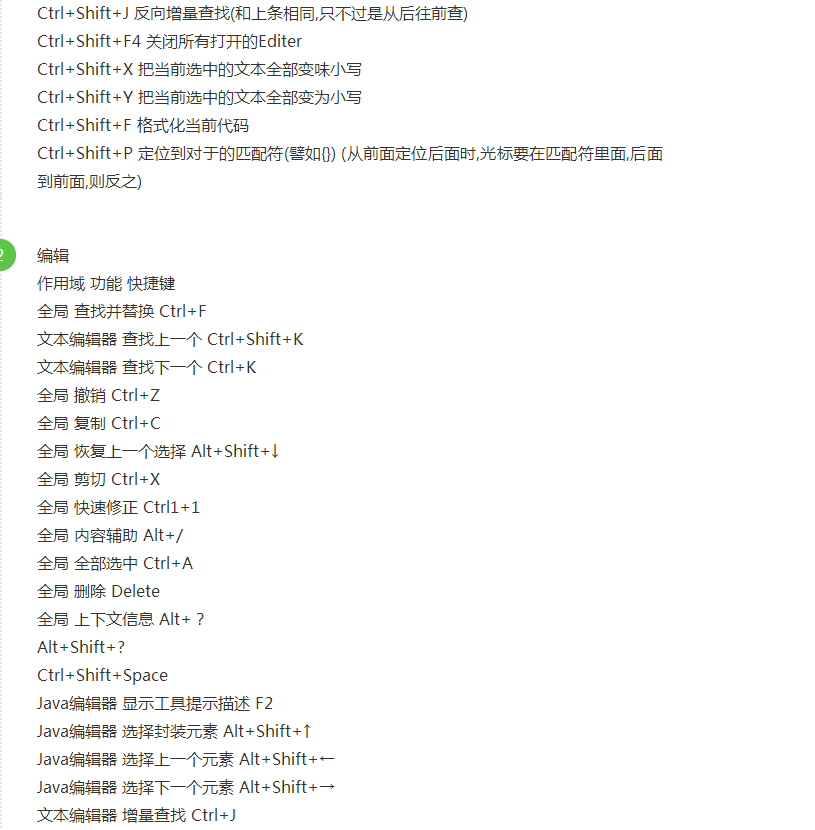 Ctrl+Shift+J 反向增量查找(和上条相同,只不过是从后往前查)
Ctrl+Shift+F4 关闭所有打开的Editer
Ctrl+Shift+X 把当前选中的文本全部变味小写
Ctrl+Shift+Y 把当前选中的文本全部变为小写
Ctrl+Shift+F 格式化当前代码
Ctrl+Shift+P 定位到对于的匹配符(譬如{}) (从前面定位后面时,光标要在匹配符里面,后面
到前面,则反之)
2
编辑
作用域 功能 快捷键
全局 查找并替换 Ctrl+F
文本编辑器 查找上一个 Ctrl+Shift+K
文本编辑器 查找下一个 Ctrl+K
全局 撤销 Ctrl+Z
全局 复制 Ctrl+C
全局 恢复上一个选择 Alt+Shift+↓
全局 剪切 Ctrl+X
全局 快速修正 Ctrl1+1
全局 内容辅助 Alt+/
全局 全部选中 Ctrl+A
全局 删除 Delete
全局 上下文信息 Alt+？
Alt+Shift+?
Ctrl+Shift+Space
Java编辑器 显示工具提示描述 F2
Java编辑器 选择封装元素 Alt+Shift+↑
Java编辑器 选择上一个元素 Alt+Shift+←
Java编辑器 选择下一个元素 Alt+Shift+→
文本编辑器 增量查找 Ctrl+J